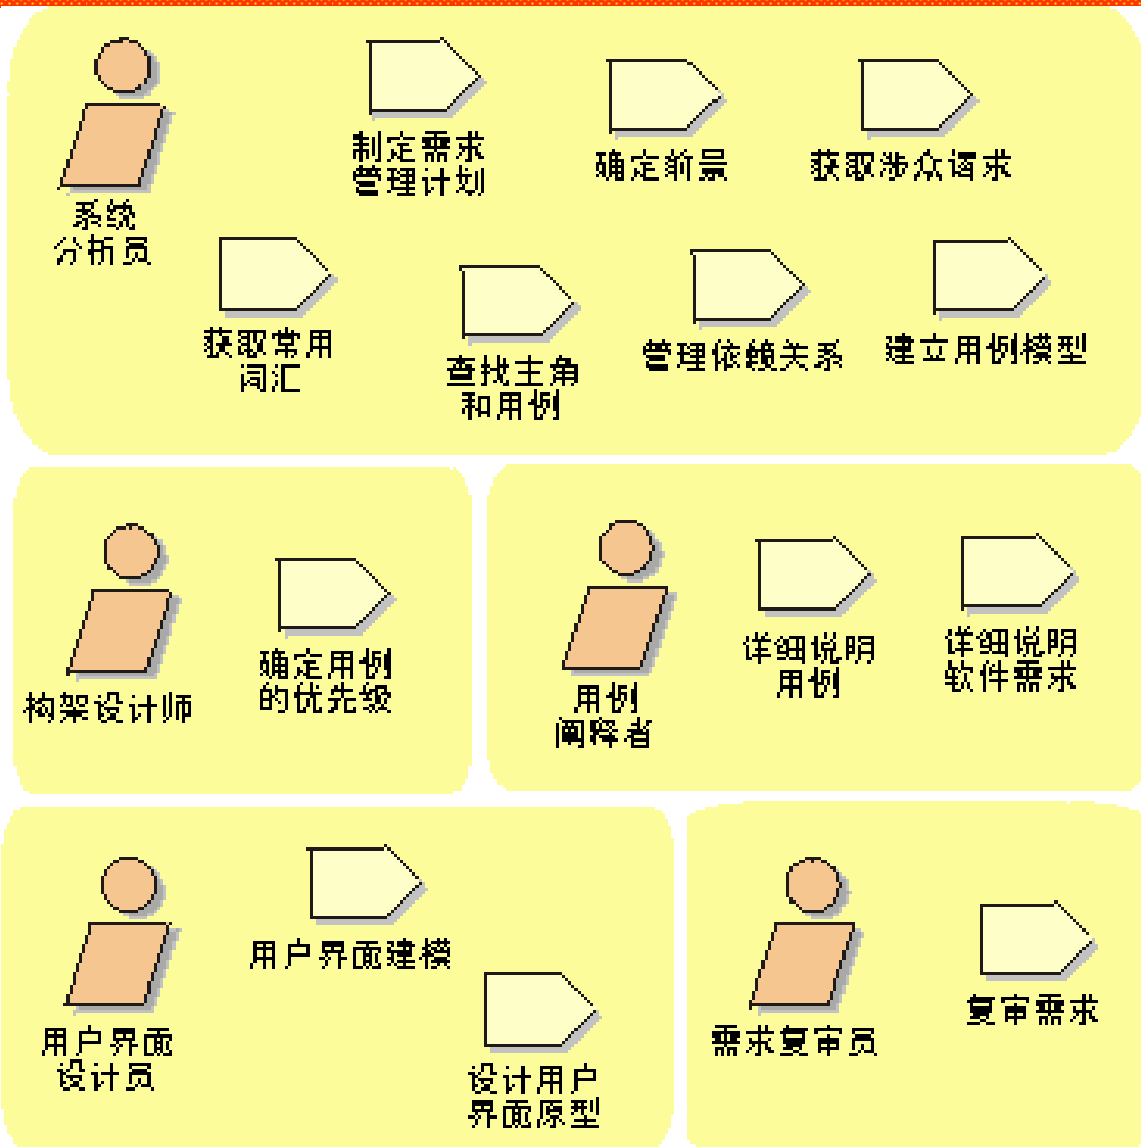 制定需求
管理计划
确定前景
获取涉众请求
系统
分析员
获取常用
词汇
查找主角
和用例
管理依赖关系
建立用例模型
构架设计师
确定用例
的优先级
用例
阐释者
详细说明
用例
详细说明
软件需求
用户界面
设计员
用户界面建模
设计用户
界面原型
需求复审员
复审需求